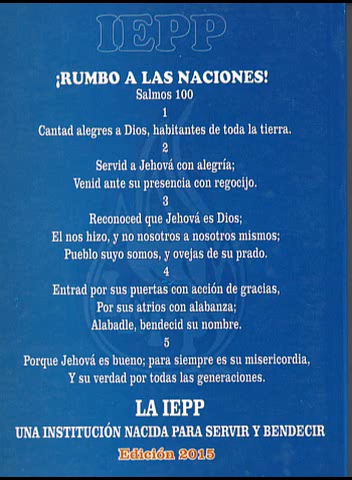 IEPP
¡RUMBO A LAS NACIONES!
Salmos 100
1
Cantad alegres a Dios, habitantes de toda la tierra.
2
Servid a Jehová con alegría;
Venid ante su presencia con regocijo.
3
Reconoced que Jehová es Dios;
El nos hizo, y no nosotros a nosotros mismos;
Pueblo suyo somos, y ovejas de su prado.
4
Entrad por sus puertas con acción de gracias,
Por sus atrios con alabanza;
Alabadle, bendecid su nombre.
5
Porque Jehová es bueno; para siempre es su misericordia,
Y su verdad por todas las generaciones.
LA IEPP
UNA INSTITUCIÓN NACIDA PARA SERVIR Y BENDECIR
Edición 2015